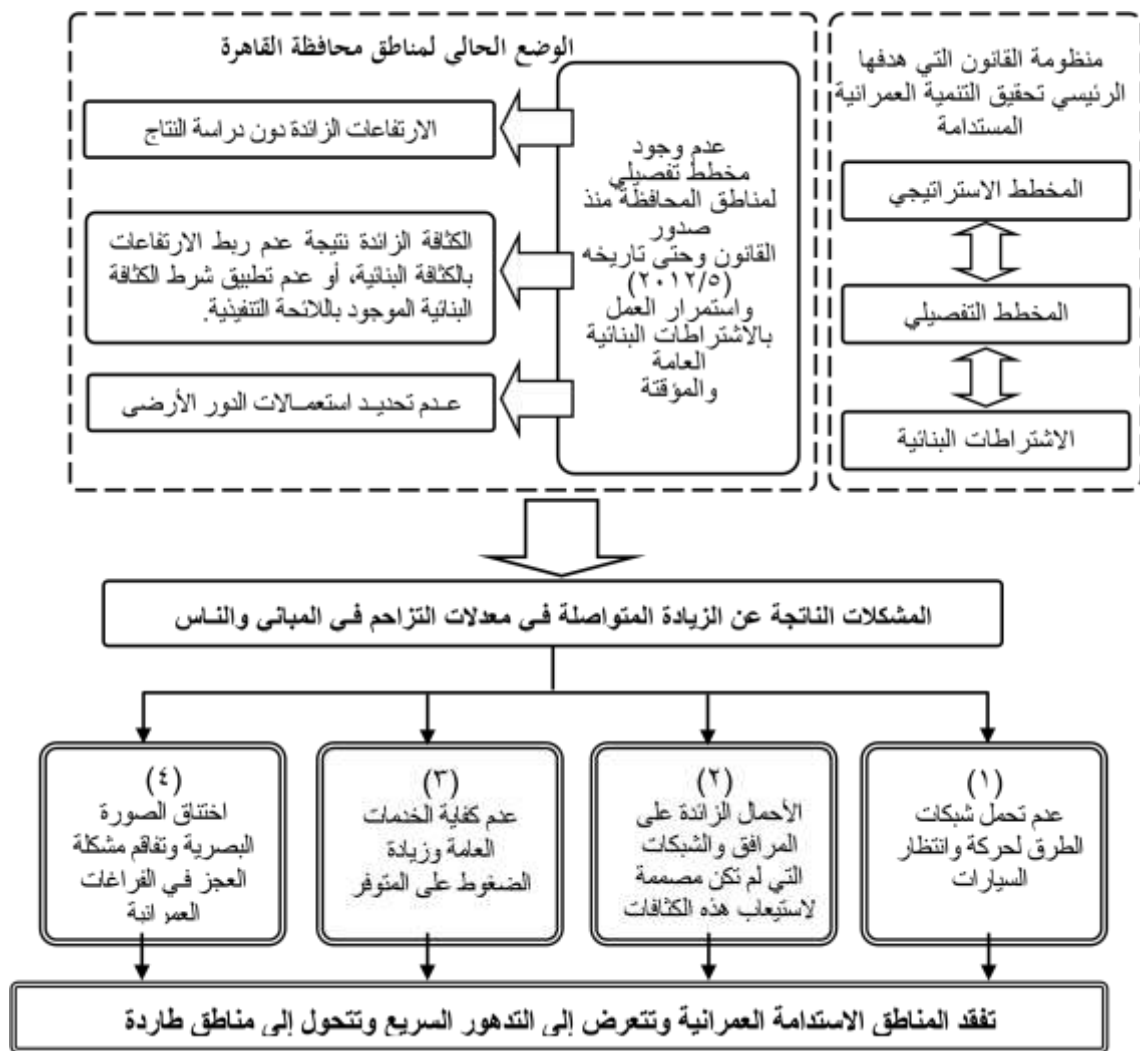 منظومة القانون التي هدفها
الرئيسي تحقيق التنمية العمرانية
المستدامة
المخطط الاستراتيجي
المخطط التفصيلي
الاشتراطات البنائية
الوضع الحالي لمناطق محافظة القاهرة
عدم وجود
مخطط تفصيلي
لمناطق المحافظة منذ
صدور
القانون وحتى تاريخه
(٢٠١٢/٥)
واستمرار العمل
بالاشتراطات البنائية
العامة
والمؤقتة
الارتفاعات الزائدة دون دراسة النتاج
الكثافة الزائدة نتيجة عدم ربط الارتفاعات
بالكثافة البنائية، أو عدم تطبيق شرط الكثافة
البنائية الموجود باللائحة التنفيذية.
عدم تحديد استعمالات الدور الأرضى
المشكلات الناتجة عن الزيادة المتواصلة فى معدلات التزاحم فى المبانى والناس
(١)
عدم تحمل شبكات
الطرق لحركة وانتظار
السيارات
(٢)
الأحمال الزائدة على
المرافق والشبكات
التي لم تكن مصممة
لاستيعاب هذه الكثافات
(٣)
عدم كفاية الخدمات
العامة وزيادة
الضغوط على المتوفر
(٤)
اختناق الصورة
البصرية وتفاقم مشكلة
العجز في الفراغات
العمرانية
تفقد المناطق الاستدامة العمرانية وتتعرض إلى التدهور السريع وتتحول إلى مناطق طاردة